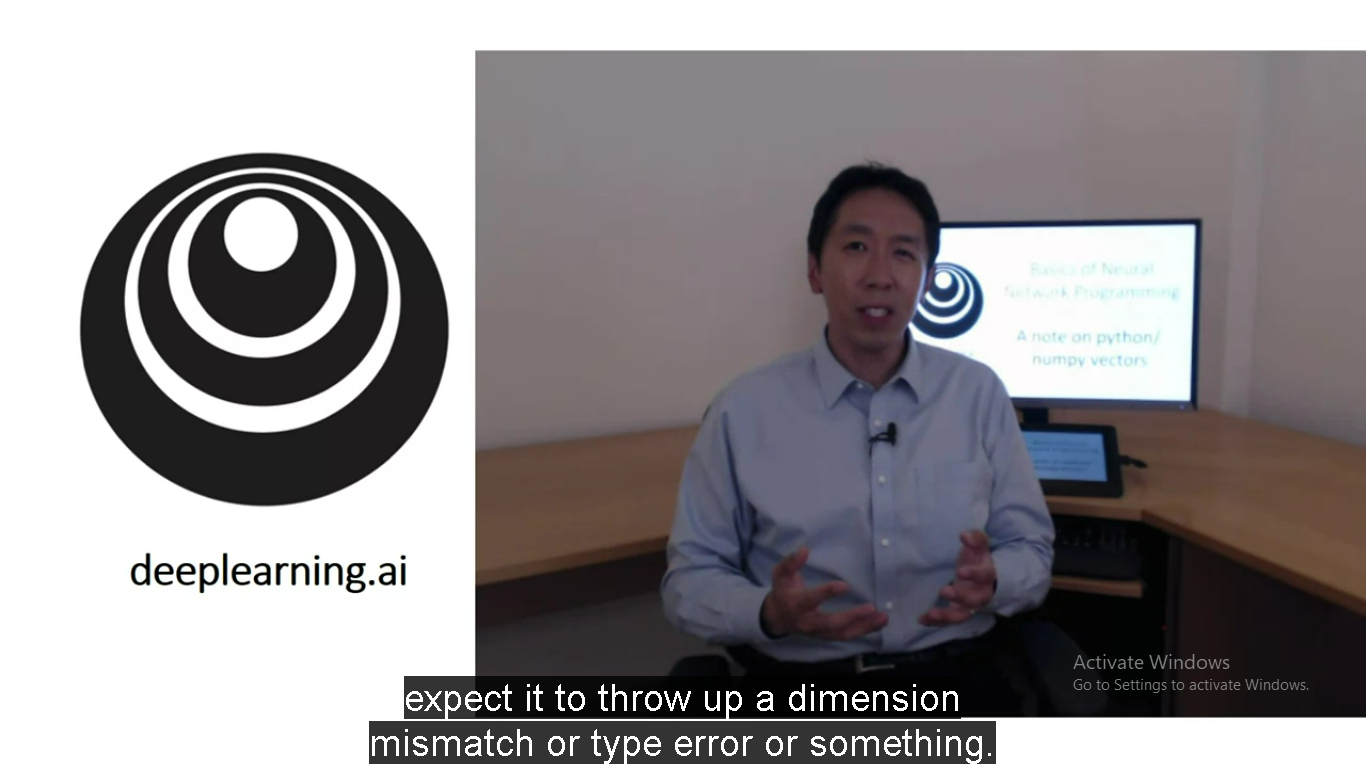 Basics of Neural
Network Programming
A note on python/
numpy vectors
deeplearning.ai
Activate Windows
Go to Settings to activate Windows.
expect it to throw up a dimension
mismatch or type error or something.